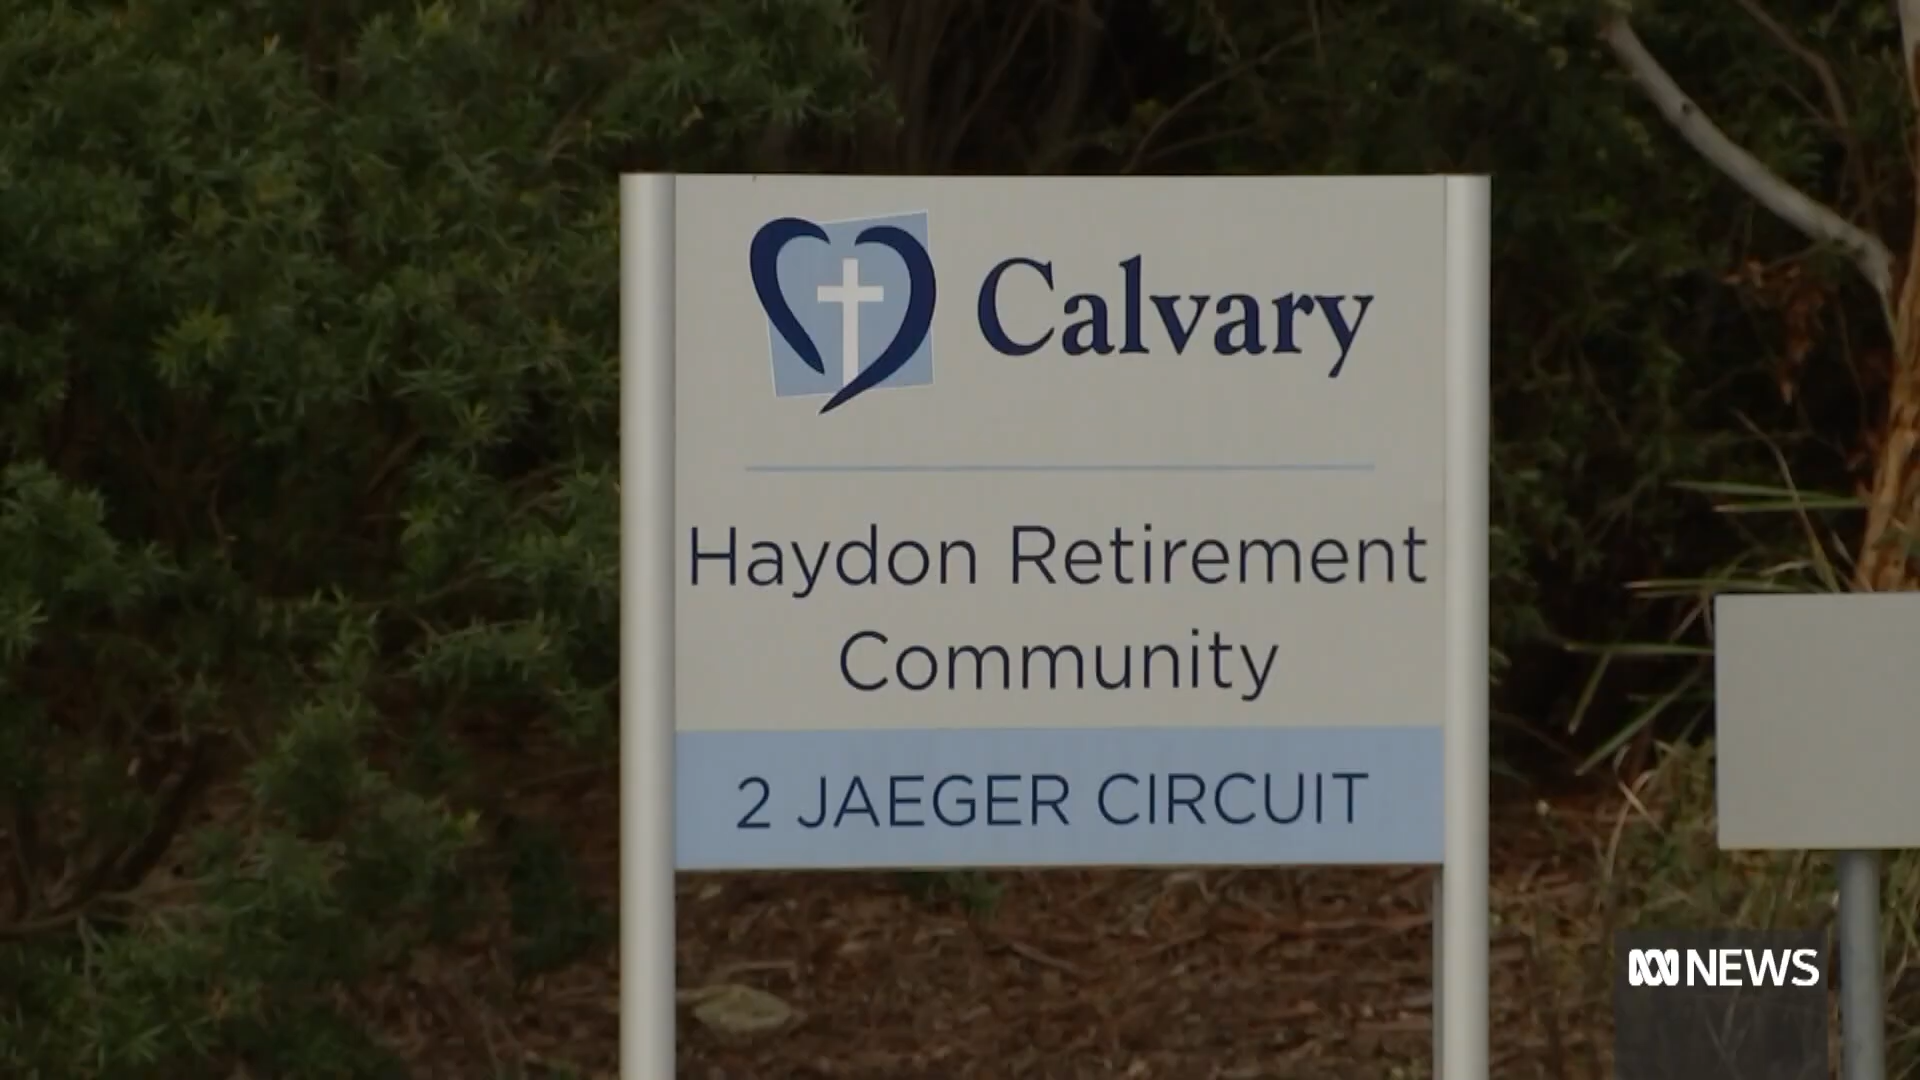 Calvary
Haydon Retirement
Community
2 JAEGER CIRCUIT
NEWS